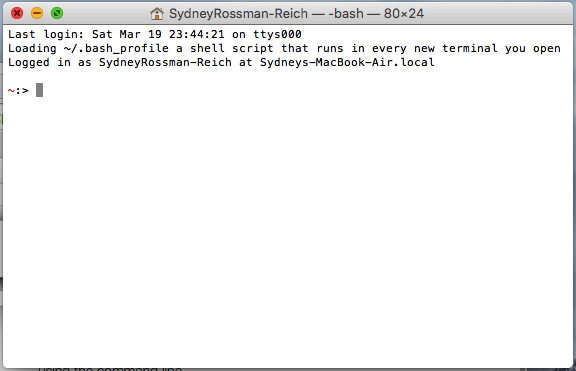 SydneyRossman-Reich — -bash — 80×24
Last login: Sat Mar 19 23:44:21 on ttys000
Loading ~/.bash_profile a shell script that runs in every new terminal you open
Logged in as SydneyRossman-Reich at Sydneys-MacBook-Air.local
~:>
using the command line